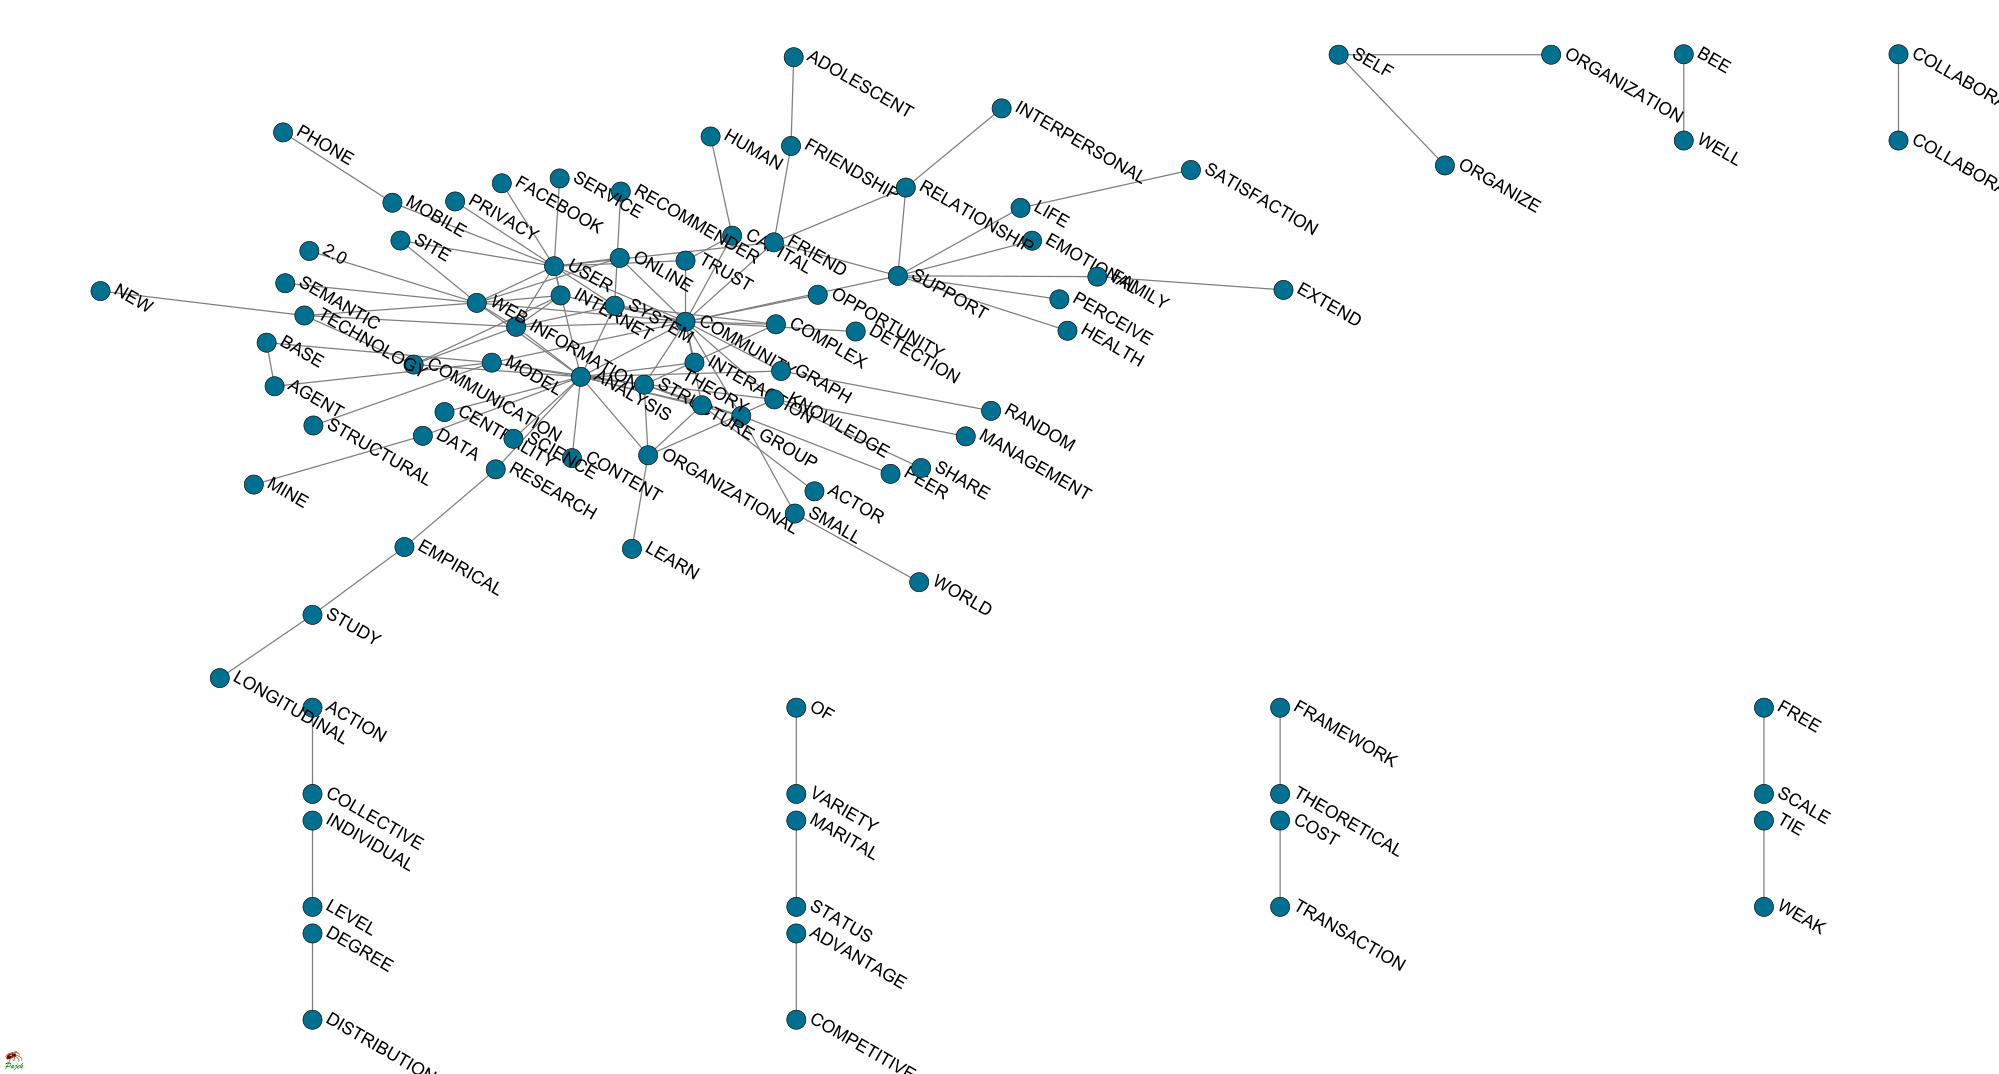 ADOLESCENT
SELF
ORGANIZATION
BEE
COLLABORA
INTERPERSONAL
PHONE
HUMAN
FRIENDSHIP
WELL
COLLABORA
ORGANIZE
SATISFACTION
SERVICE
FACEBOOK
RECOMMENDER
RELATIONSHIP
MOBILE
PRIVACY
LIFE
SITE
CAPITAL
FRIEND
EMOTIONAL
2.0
ONLINE
TRUST
USER
SUPPORT
FAMILY
SEMANTIC
NEW
EXTEND
INTERNET
OPPORTUNITY
PERCEIVE
WEB
SYSTEM
TECHNOLOGY
COMMUNITY
INFORMATION
COMPLEX
DETECTION
HEALTH
BASE
MODEL
INTERACTION
COMMUNICATION
GRAPH
ANALYSIS
THEORY
AGENT
STRUCTURE
KNOWLEDGE
RANDOM
CENTRALITY
GROUP
STRUCTURAL
DATA
SCIENCE
MANAGEMENT
ORGANIZATIONAL
CONTENT
RESEARCH
SHARE
PEER
MINE
ACTOR
SMALL
EMPIRICAL
LEARN
WORLD
STUDY
LONGITUDINAL
ACTION
OF
FRAMEWORK
FREE
COLLECTIVE
VARIETY
THEORETICAL
SCALE
INDIVIDUAL
MARITAL
COST
TIE
LEVEL
STATUS
TRANSACTION
WEAK
DEGREE
ADVANTAGE
DISTRIBUTION
COMPETITIVE
Pajek